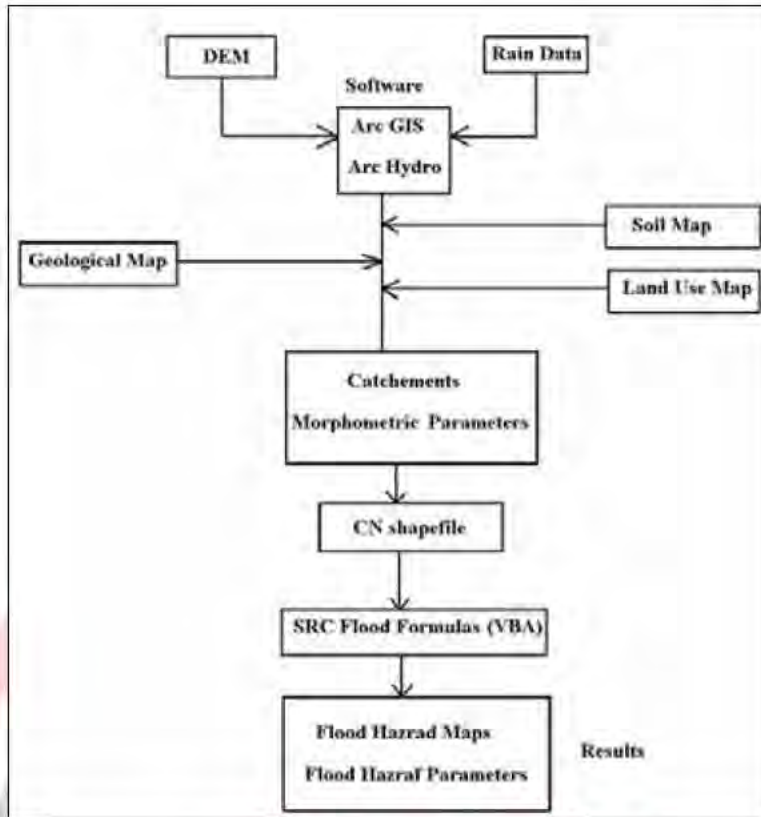 DEM
Rain Data
Software
Arc GIS
Arc Hydro
Soil Map
Geological Map
Land Use Map
Catchements
Morphometric Parameters
CN shapefile
SRC Flood Formulas (VBA)
Flood Hazrad Maps
Flood Hazraf Parameters
Results